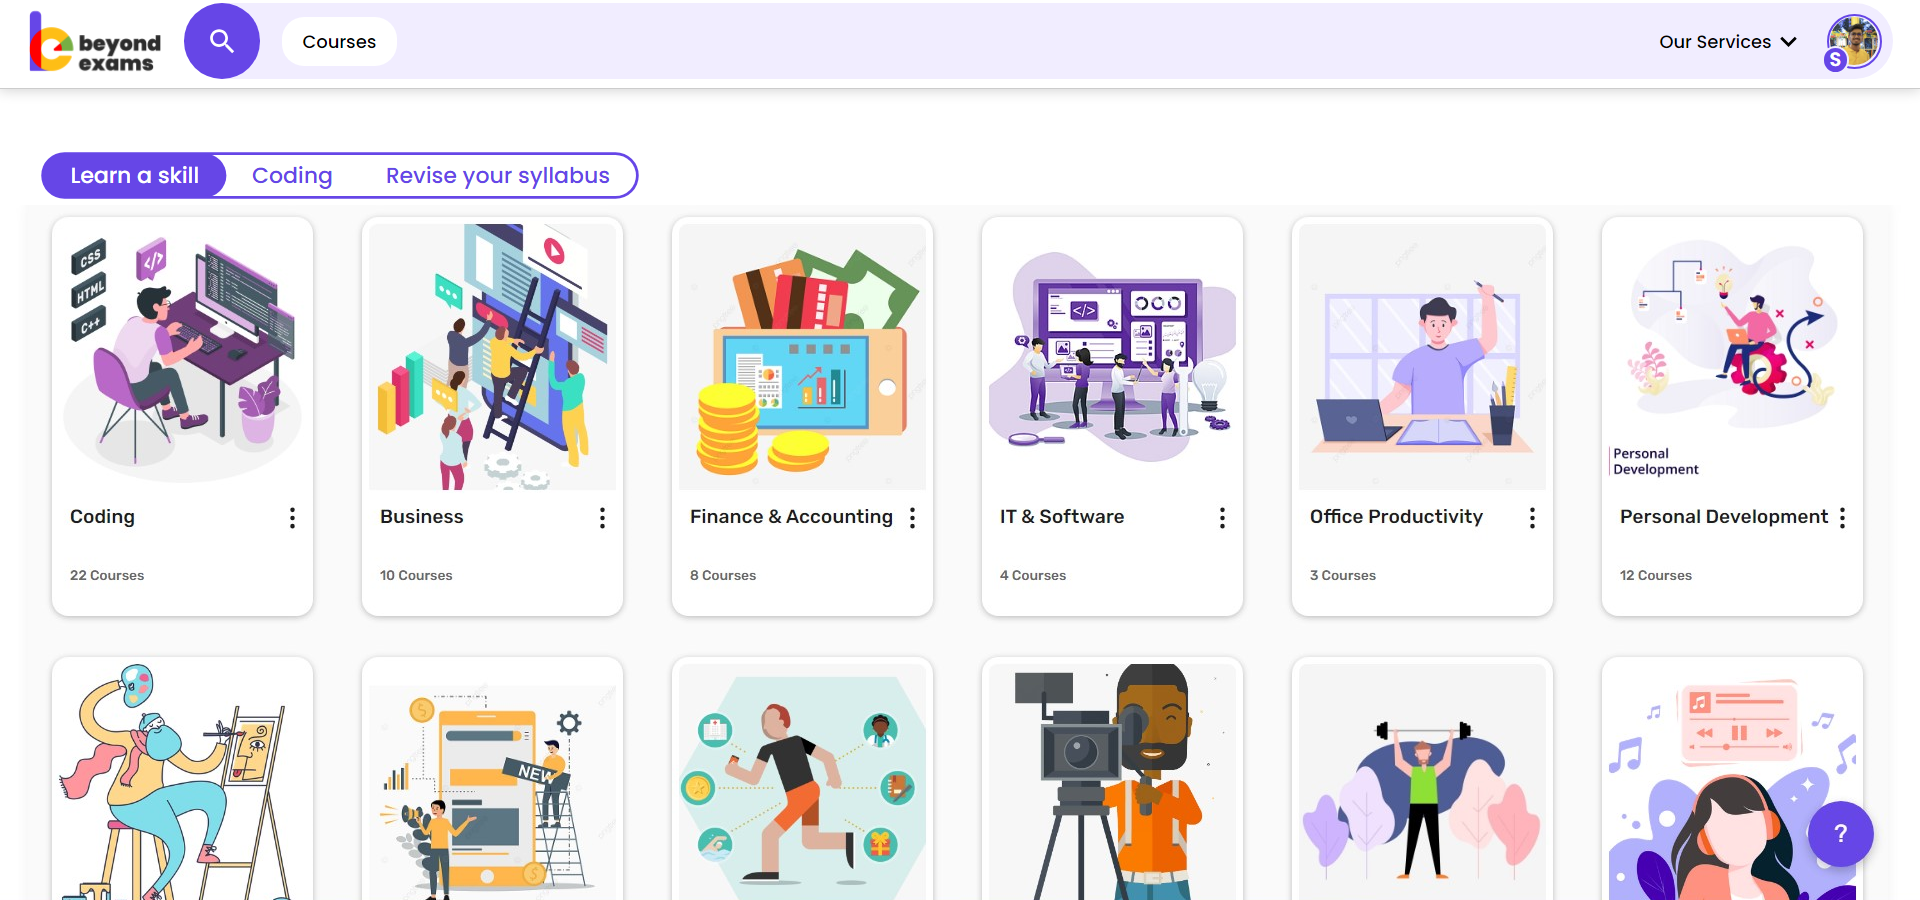 beyond
exams
Courses
Our Services
S
Learn a skill
Coding
Revise your syllabus
CSS
</>
HTML
C++
</>
Personal
Development
Coding
Business
Finance & Accounting
IT & Software
Office Productivity
Personal Development
22 Courses
10 Courses
8 Courses
4 Courses
3 Courses
12 Courses
NEW
?